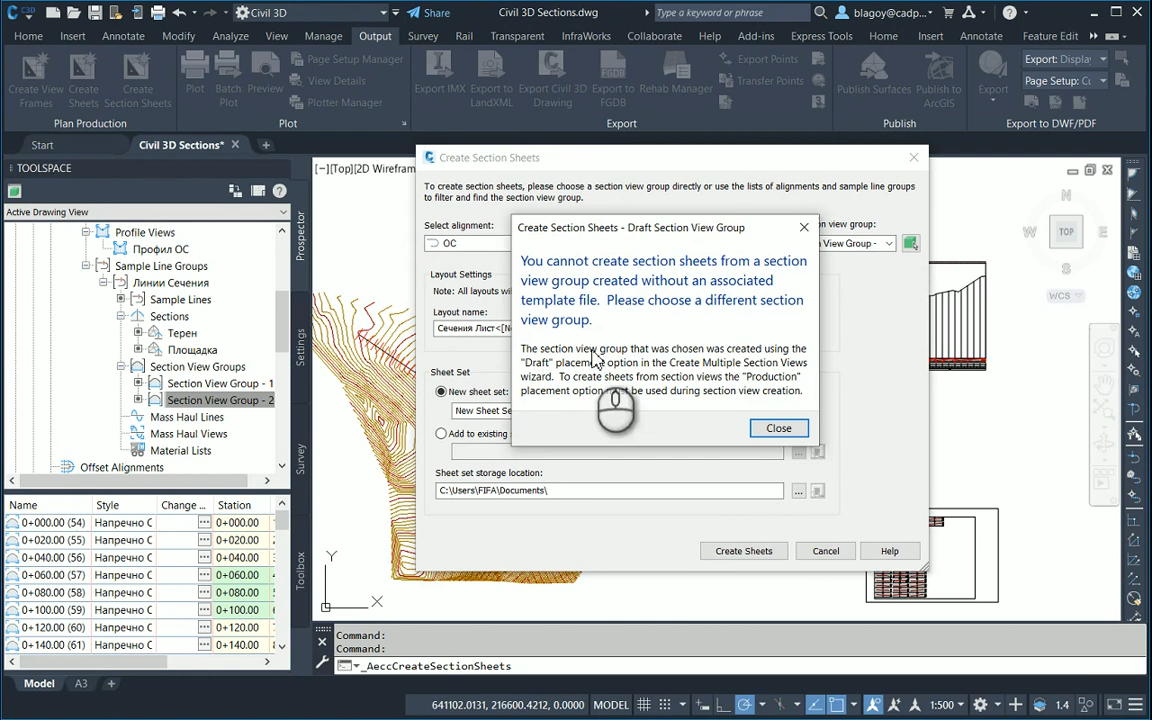 C3D
Civil 3D
Share
Civil 3D Sections.dwg
Type a keyword or phrase
blagoy@cadp...
Home
Insert
Annotate
Modify
Analyze
View
Manage
Output
Survey
Rail
Transparent
InfraWorks
Collaborate
Help
Add-ins
Express Tools
Home
Insert
Annotate
Feature Edit
Create View Frames
Create Sheets
Create Section Sheets
Plan Production
Plot
Batch Plot
Preview
Page Setup Manager
View Details
Plotter Manager
Plot
Export IMX
Export to LandXML
Export Civil 3D Drawing
Export to FGDB
Rehab Manager
Export Points
Transfer Points
Export
Publish Surfaces
Publish to ArcGIS
Publish
Export
Export: Display
Page Setup: Cu
Export to DWF/PDF
Start
Civil 3D Sections*
TOOLSPACE
Active Drawing View
Profile Views
Профил ОС
Sample Line Groups
Линии Сечения
Sample Lines
Sections
Терен
Площадка
Section View Groups
Section View Group - 1
Section View Group - 2
Mass Haul Lines
Mass Haul Views
Material Lists
Offset Alignments
Prospector
Settings
Survey
Toolbox
Name
Style
Change ...
Station
0+000.00 (54) Напречно С ... 0+000.00
0+020.00 (55) Напречно С ... 0+020.00
0+040.00 (56) Напречно С ... 0+040.00
0+060.00 (57) Напречно С ... 0+060.00
0+080.00 (58) Напречно С ... 0+080.00
0+100.00 (59) Напречно С ... 0+100.00
0+120.00 (60) Напречно С ... 0+120.00
0+140.00 (61) Напречно С ... 0+140.00
[−][Top][2D Wirefram
N
W
TOP
E
S
WCS
Y
X
Create Section Sheets
To create section sheets, please choose a section view group directly or use the lists of alignments and sample line groups
to filter and find the section view group.
Select alignment:
on view group:
ОС
n View Group -
Layout Settings
Note: All layouts wi
Layout name:
Сечения Лист<[N
Sheet Set
New sheet set:
New Sheet Se
Add to existing s
...
Sheet set storage location:
C:\Users\FIFA\Documents\
...
Create Sheets
Cancel
Help
Create Section Sheets - Draft Section View Group
You cannot create section sheets from a section
view group created without an associated
template file. Please choose a different section
view group.
The section view group that was chosen was created using the
"Draft" placement option in the Create Multiple Section Views
wizard. To create sheets from section views the "Production"
placement option must be used during section view creation.
Close
Command:
Command:
_AeccCreateSectionSheets
Model
A3
641102.0131, 216600.4212, 0.0000
MODEL
1:500
1.4